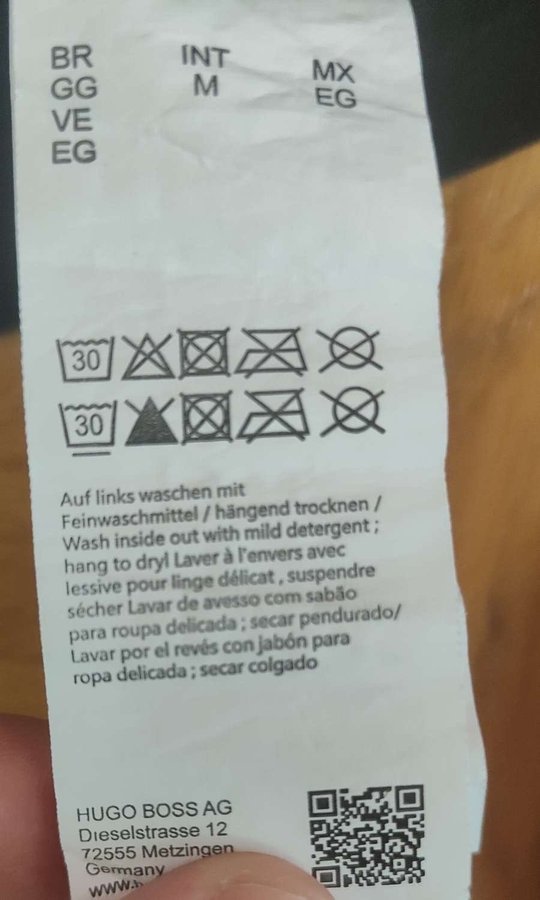 BR
GG
VE
EG
INT
M
MX
EG
30
30
Auf links waschen mit
Feinwaschmittel / hängend trocknen /
Wash inside out with mild detergent ;
hang to dry/ Laver à l'envers avec
lessive pour linge délicat , suspendre
sécher Lavar de avesso com sabão
para roupa delicada ; secar pendurado/
Lavar por el revés con jabón para
ropa delicada ; secar colgado
HUGO BOSS AG
Dieselstrasse 12
72555 Metzingen
Germany
www.